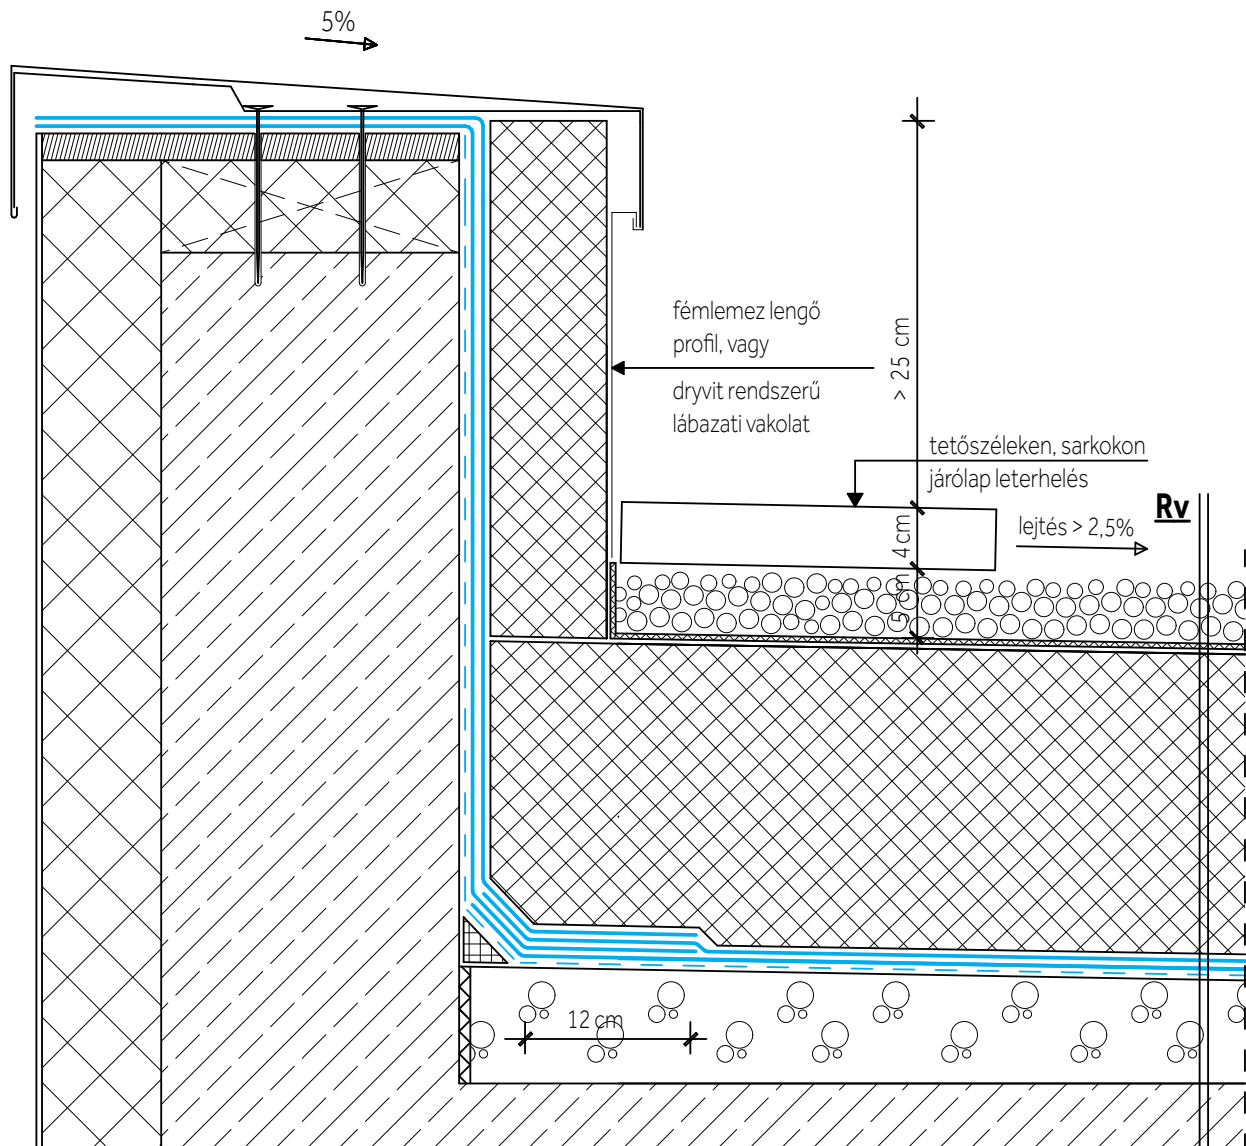 5%
fémlemez lengő
profil, vagy
dryvit rendszerű
lábazati vakolat
> 25 cm
tetőszéleken, sarkokon
járólap leterhelés
Rv
lejtés > 2,5%
4 cm
5 cm
12 cm